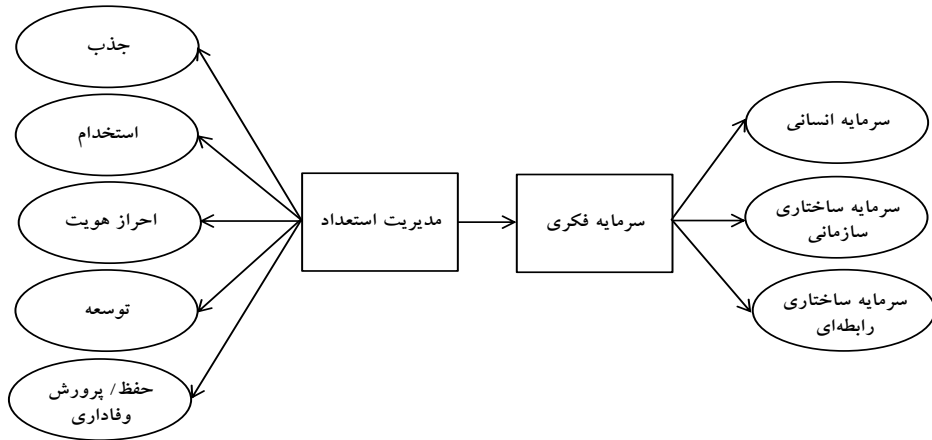 جذب
استخدام
احراز هویت
توسعه
حفظ/ پرورش
وفاداری
مدیریت استعداد
سرمایه فکری
سرمایه انسانی
سرمایه ساختاری
سازمانی
سرمایه ساختاری
رابطه‌ای